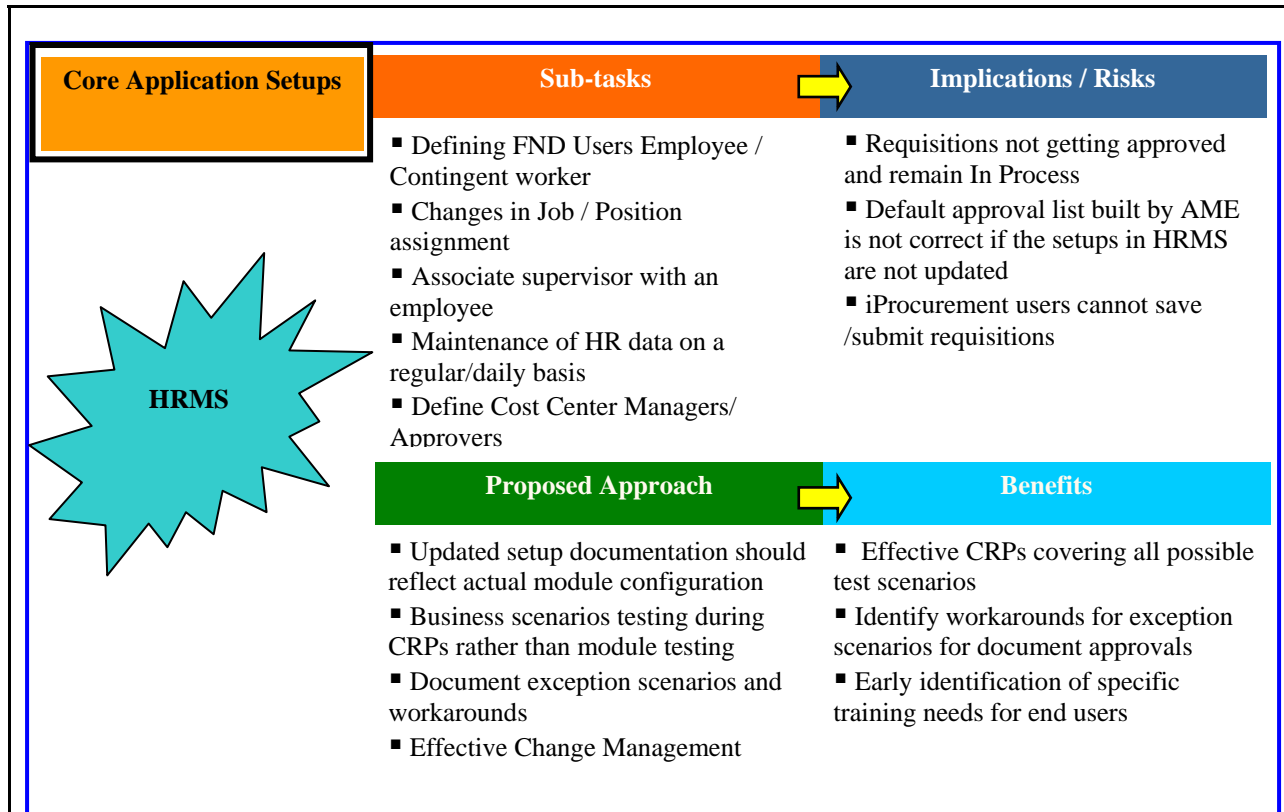 Core Application Setups
HRMS
Sub-tasks
▪ Defining FND Users Employee /
Contingent worker
▪ Changes in Job / Position
assignment
▪ Associate supervisor with an
employee
▪ Maintenance of HR data on a
regular/daily basis
▪ Define Cost Center Managers/
Approvers
Implications / Risks
▪ Requisitions not getting approved
and remain In Process
▪ Default approval list built by AME
is not correct if the setups in HRMS
are not updated
▪ iProcurement users cannot save
/submit requisitions
Proposed Approach
▪ Updated setup documentation should
reflect actual module configuration
▪ Business scenarios testing during
CRPs rather than module testing
▪ Document exception scenarios and
workarounds
▪ Effective Change Management
Benefits
▪ Effective CRPs covering all possible
test scenarios
▪ Identify workarounds for exception
scenarios for document approvals
▪ Early identification of specific
training needs for end users